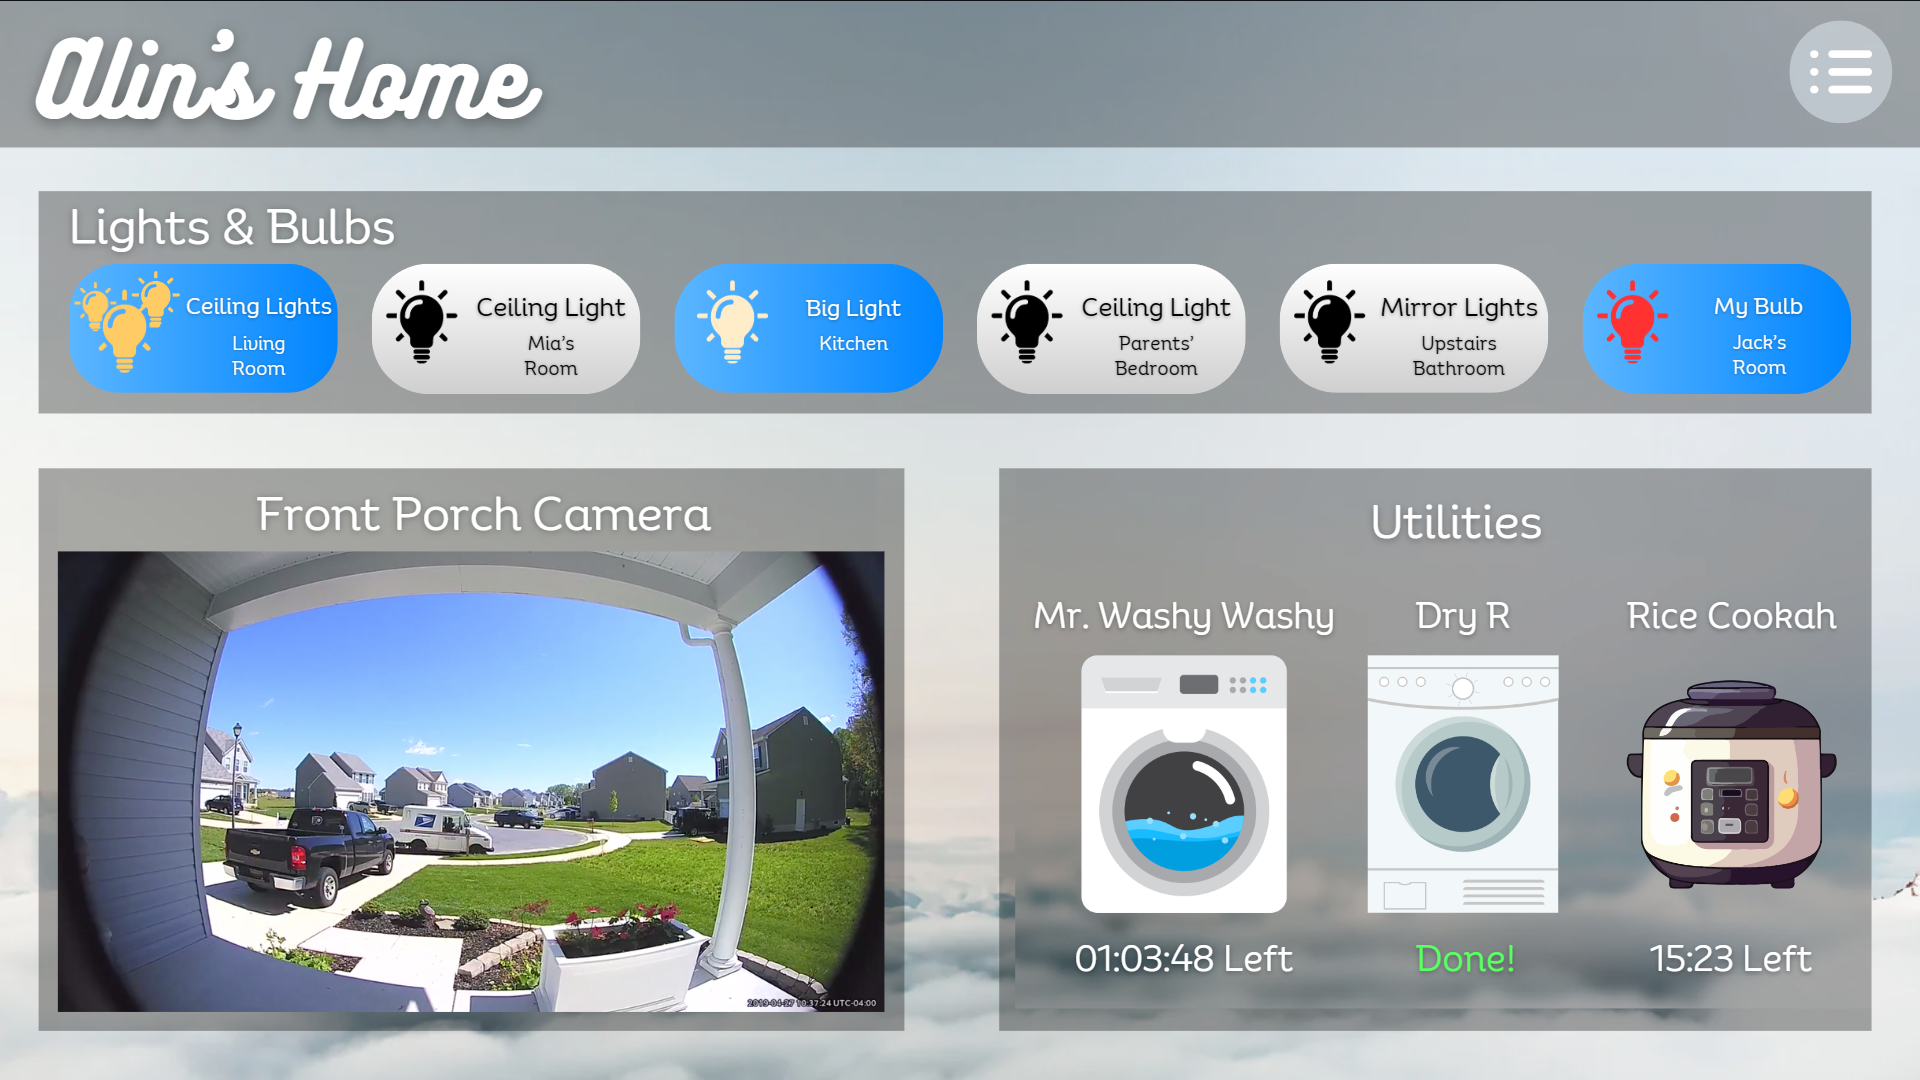 Alin's Home
Lights & Bulbs
Ceiling Lights
Living
Room
Ceiling Light
Mia's
Room
Big Light
Kitchen
Ceiling Light
Parents'
Bedroom
Mirror Lights
Upstairs
Bathroom
My Bulb
Jack's
Room
Front Porch Camera
2019-04-27 10:37:24 UTC-04:00
Utilities
Mr. Washy Washy
Dry R
Rice Cookah
01:03:48 Left
Done!
15:23 Left